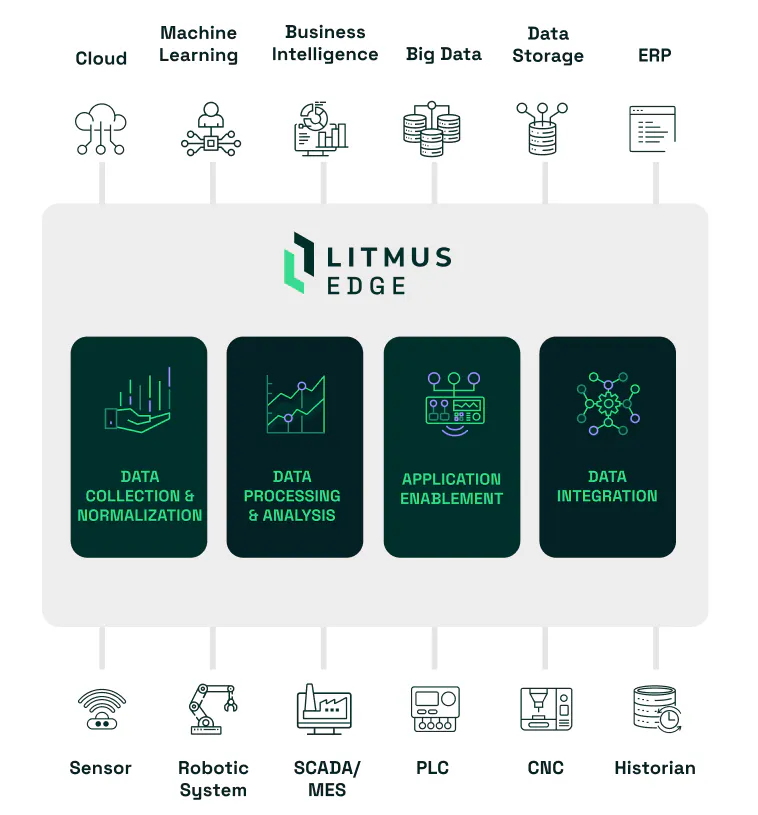 Cloud
Machine
Learning
Business
Intelligence
Big Data
Data
Storage
ERP
LITMUS
EDGE
DATA
COLLECTION &
NORMALIZATION
DATA
PROCESSING
& ANALYSIS
APPLICATION
ENABLEMENT
DATA
INTEGRATION
Sensor
Robotic
System
SCADA/
MES
PLC
CNC
Historian